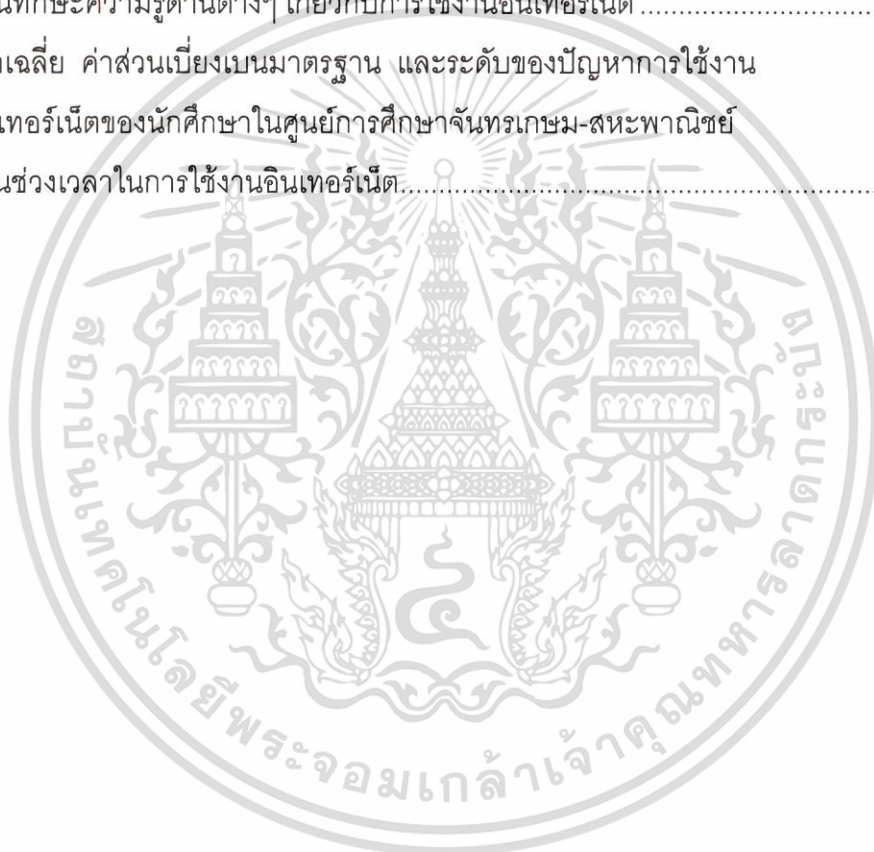 นทักษะความรู้ด้านต่างๆ เกี่ยวกับการใช้งานอินเทอร์เน็ต
าเฉลี่ย ค่าส่วนเบี่ยงเบนมาตรฐาน และระดับของปัญหาการใช้งาน
เทอร์เน็ตของนักศึกษาในศูนย์การศึกษาจันทรเกษม-สหะพาณิชย์
นช่วงเวลาในการใช้งานอินเทอร์เน็ต
สถาบันเทคโนโลยีพระจอมเกล้าเจ้าคุณทหารลาดกระบัง